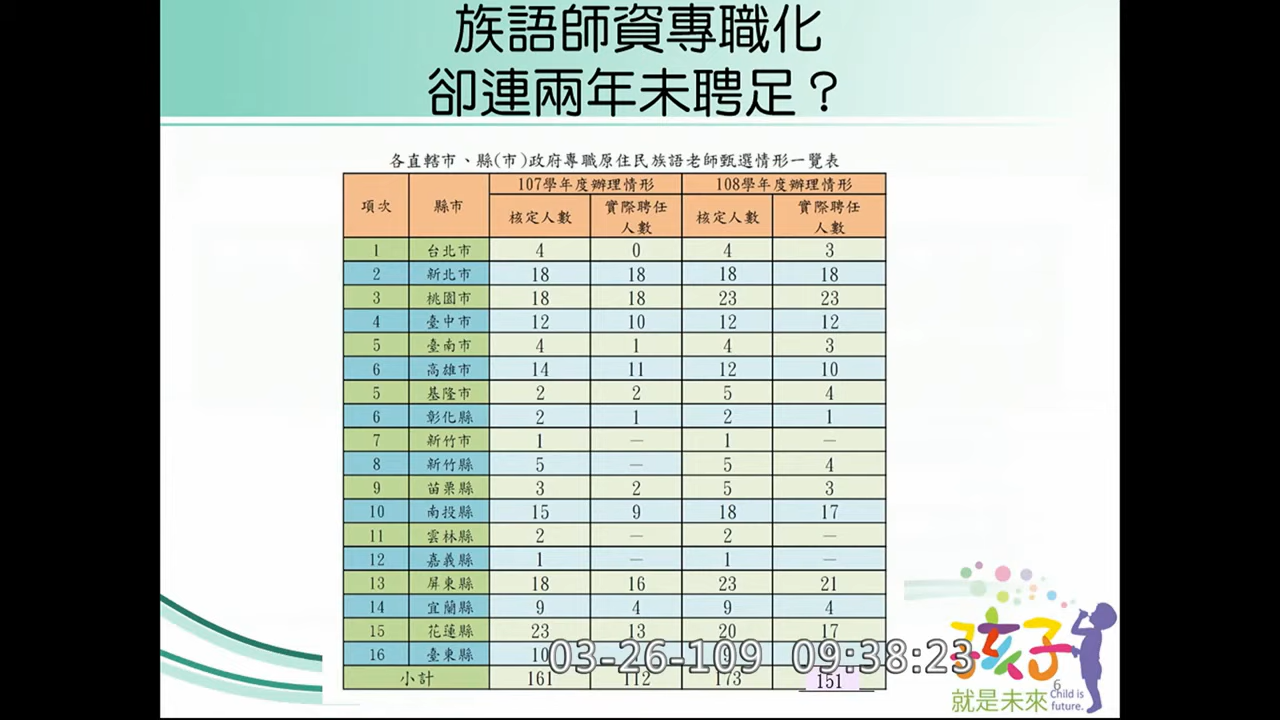 族語師資專職化
卻連兩年未聘足？
各直轄市、縣(市)政府專職原住民族語老師甄選情形一覽表
項次 縣市 107學年度辦理情形 108學年度辦理情形
核定人數 實際聘任人數 核定人數 實際聘任人數
1 台北市 4 0 4 3
2 新北市 18 18 18 18
3 桃園市 18 18 23 23
4 臺中市 12 10 12 12
5 臺南市 4 1 4 3
6 高雄市 14 11 12 10
5 基隆市 2 2 5 4
6 彰化縣 2 1 2 1
7 新竹市 1 — 1 —
8 新竹縣 5 — 5 4
9 苗栗縣 3 2 5 3
10 南投縣 15 9 18 17
11 雲林縣 2 — 2 —
12 嘉義縣 1 — 1 —
13 屏東縣 18 16 23 21
14 宜蘭縣 9 4 9 4
15 花蓮縣 23 13 20 17
16 臺東縣 10
03-26-109 09:38:23
小計 161 112 173 151
孩子
就是未來 Child is future.
6